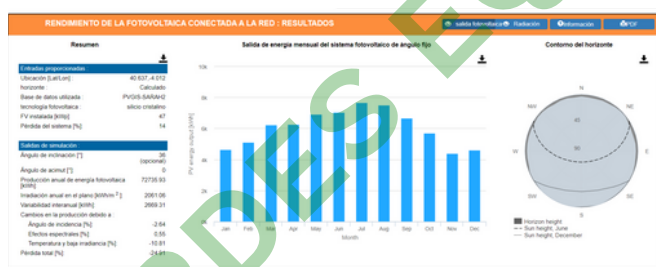 RENDIMIENTO DE LA FOTOVOLTAICA CONECTADA A LA RED : RESULTADOS
salida fotovoltaica Radiación Información PDF
Resumen
Entradas proporcionadas :
Ubicación [Lat/Lon] : 40.637,-4.012
horizonte : Calculado
Base de datos utilizada : PVGIS-SARAH2
tecnología fotovoltaica : silicio cristalino
FV instalada [kWp] : 47
Pérdida del sistema [%] : 14
Salidas de simulación :
Ángulo de inclinación [°]: 36
(opcional)
Ángulo de acimut [°]: 0
Producción anual de energía fotovoltaica [kWh]: 72735.93
Irradiación anual en el plano [kWh/m 2 ]: 2061.06
Variabilidad interanual [kWh]: 2669.31
Cambios en la producción debido a :
Ángulo de incidencia [%]: -2.64
Efectos espectrales [%]: 0.55
Temperatura y baja irradiancia [%]: -10.81
Pérdida total [%]: -24.91
Salida de energía mensual del sistema fotovoltaico de ángulo fijo
PV energy output [kWh]
10k
8k
6k
4k
2k
0k
Jan Feb Mar Apr May Jun Jul Aug Sep Oct Nov Dec
Month
Contorno del horizonte
N
NW NE
W E
SW SE
S
Horizon height
Sun height, June
Sun height, December